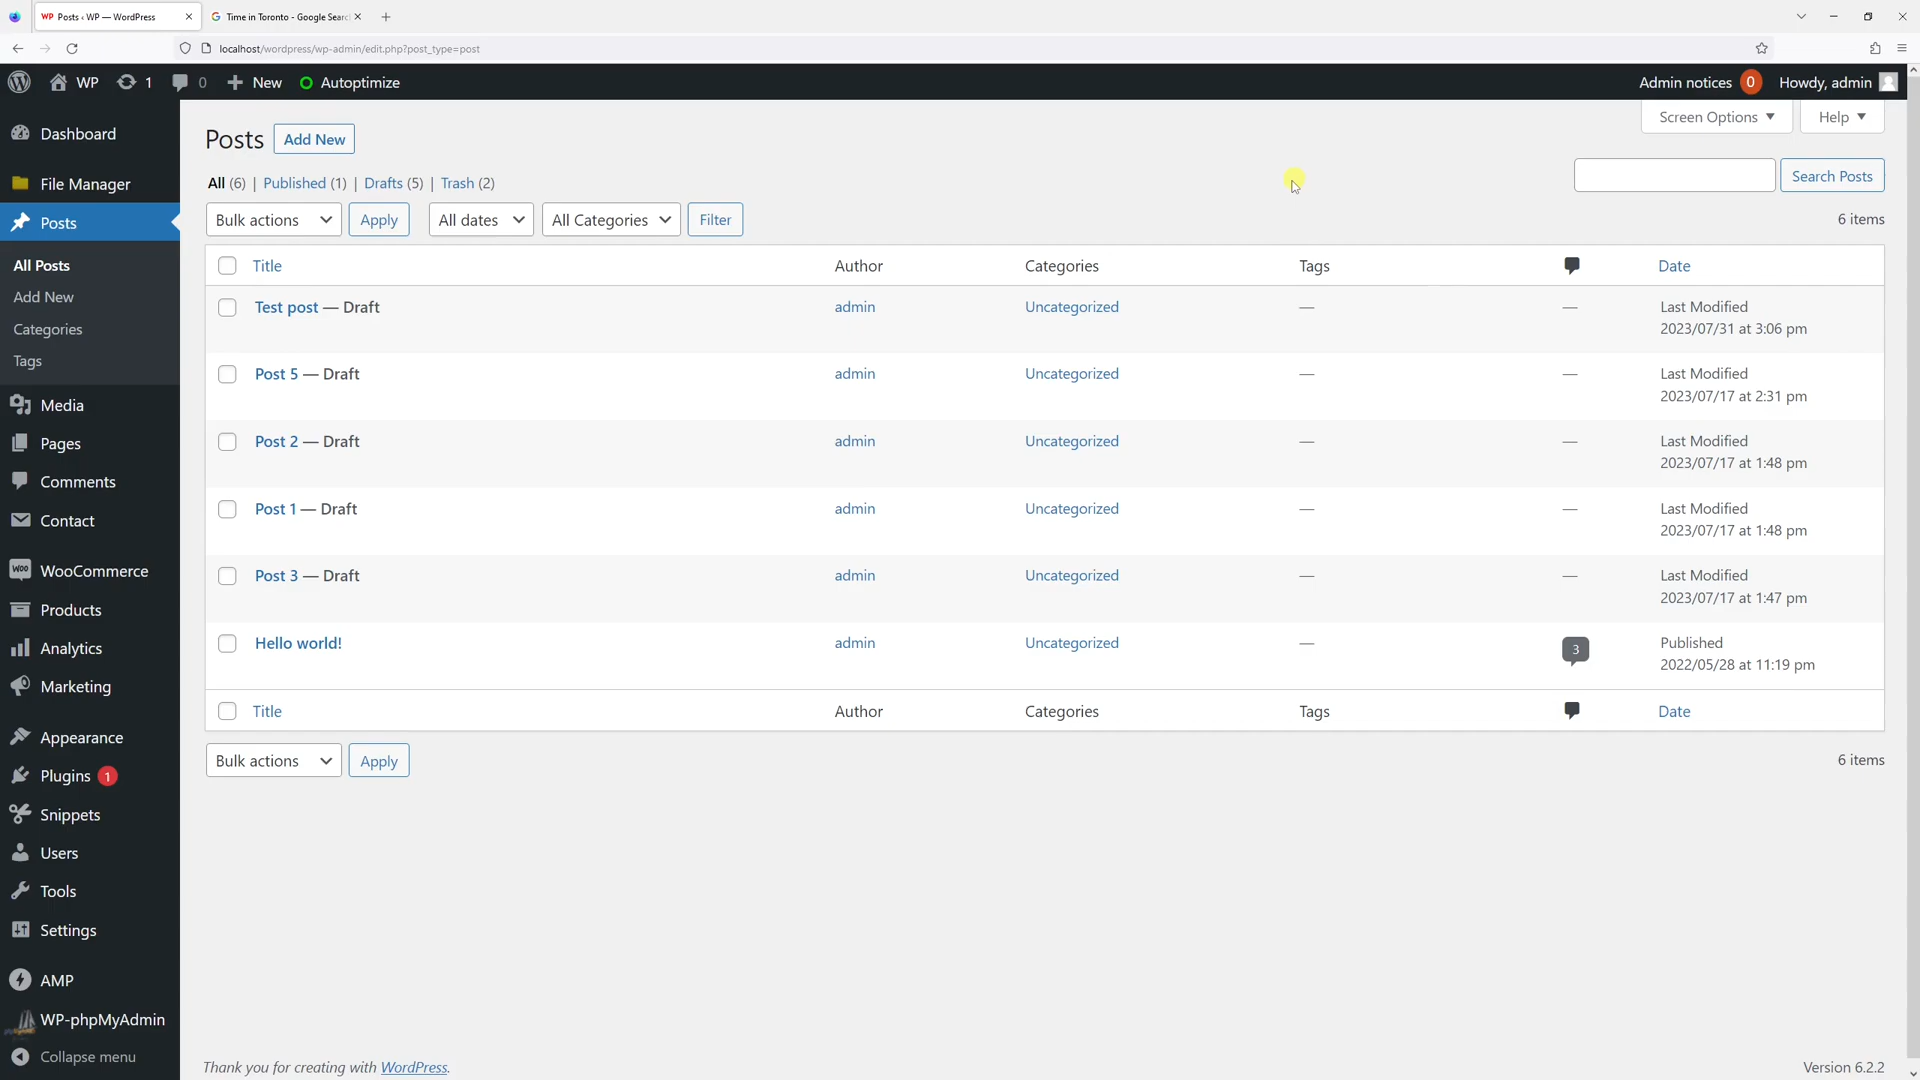 WP Posts ‹ WP — WordPress
Time in Toronto - Google Searc
localhost/wordpress/wp-admin/edit.php?post_type=post
WP 1 0 New Autoptimize Admin notices 0 Howdy, admin
Screen Options Help
Dashboard
File Manager
Posts
All Posts
Add New
Categories
Tags
Media
Pages
Comments
Contact
WooCommerce
Products
Analytics
Marketing
Appearance
Plugins 1
Snippets
Users
Tools
Settings
AMP
WP-phpMyAdmin
Collapse menu
Posts Add New
All (6) | Published (1) | Drafts (5) | Trash (2)
Search Posts
Bulk actions Apply All dates All Categories Filter 6 items
Title Author Categories Tags Date
Test post — Draft admin Uncategorized — — Last Modified
2023/07/31 at 3:06 pm
Post 5 — Draft admin Uncategorized — — Last Modified
2023/07/17 at 2:31 pm
Post 2 — Draft admin Uncategorized — — Last Modified
2023/07/17 at 1:48 pm
Post 1 — Draft admin Uncategorized — — Last Modified
2023/07/17 at 1:48 pm
Post 3 — Draft admin Uncategorized — — Last Modified
2023/07/17 at 1:47 pm
Hello world! admin Uncategorized — 3 Published
2022/05/28 at 11:19 pm
Title Author Categories Tags Date
Bulk actions Apply 6 items
Thank you for creating with WordPress. Version 6.2.2